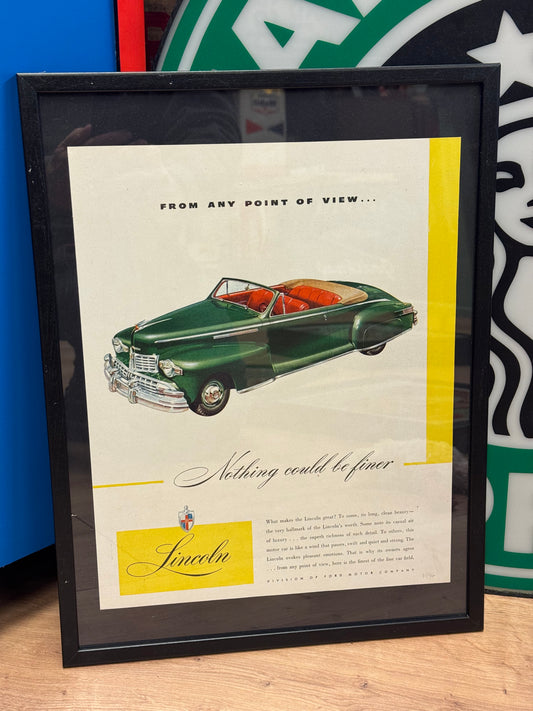 FROM ANY POINT OF VIEW...
Nothing could be finer
Lincoln
What makes the Lincoln great? To some, its long, clean beauty—
the very hallmark of the Lincoln's worth. Some note its casual air
of luxury . . . the superb richness of each detail. To others, this
motor car is like a wind that passes, swift and quiet and strong. The
Lincoln evokes pleasant emotions. That is why its owners agree
. . . from any point of view, here is the finest of the fine car field.
DIVISION OF FORD MOTOR COMPANY